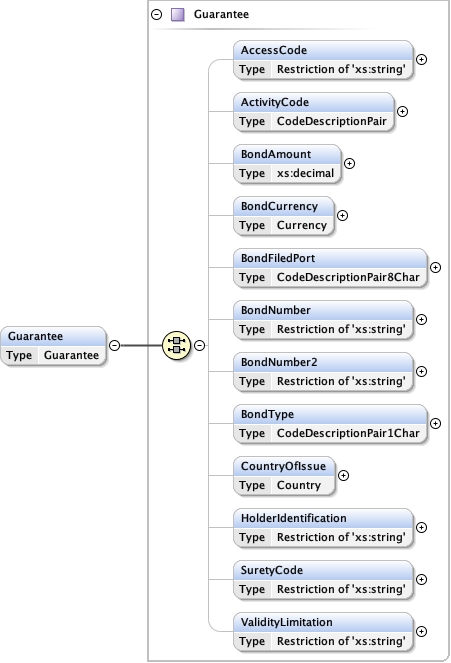 Guarantee
AccessCode
Type Restriction of 'xs:string'
ActivityCode
Type CodeDescriptionPair
BondAmount
Type xs:decimal
BondCurrency
Type Currency
BondFiledPort
Type CodeDescriptionPair8Char
BondNumber
Type Restriction of 'xs:string'
Guarantee
Type Guarantee
BondNumber2
Type Restriction of 'xs:string'
BondType
Type CodeDescriptionPair1Char
CountryOfIssue
Type Country
HolderIdentification
Type Restriction of 'xs:string'
SuretyCode
Type Restriction of 'xs:string'
ValidityLimitation
Type Restriction of 'xs:string'